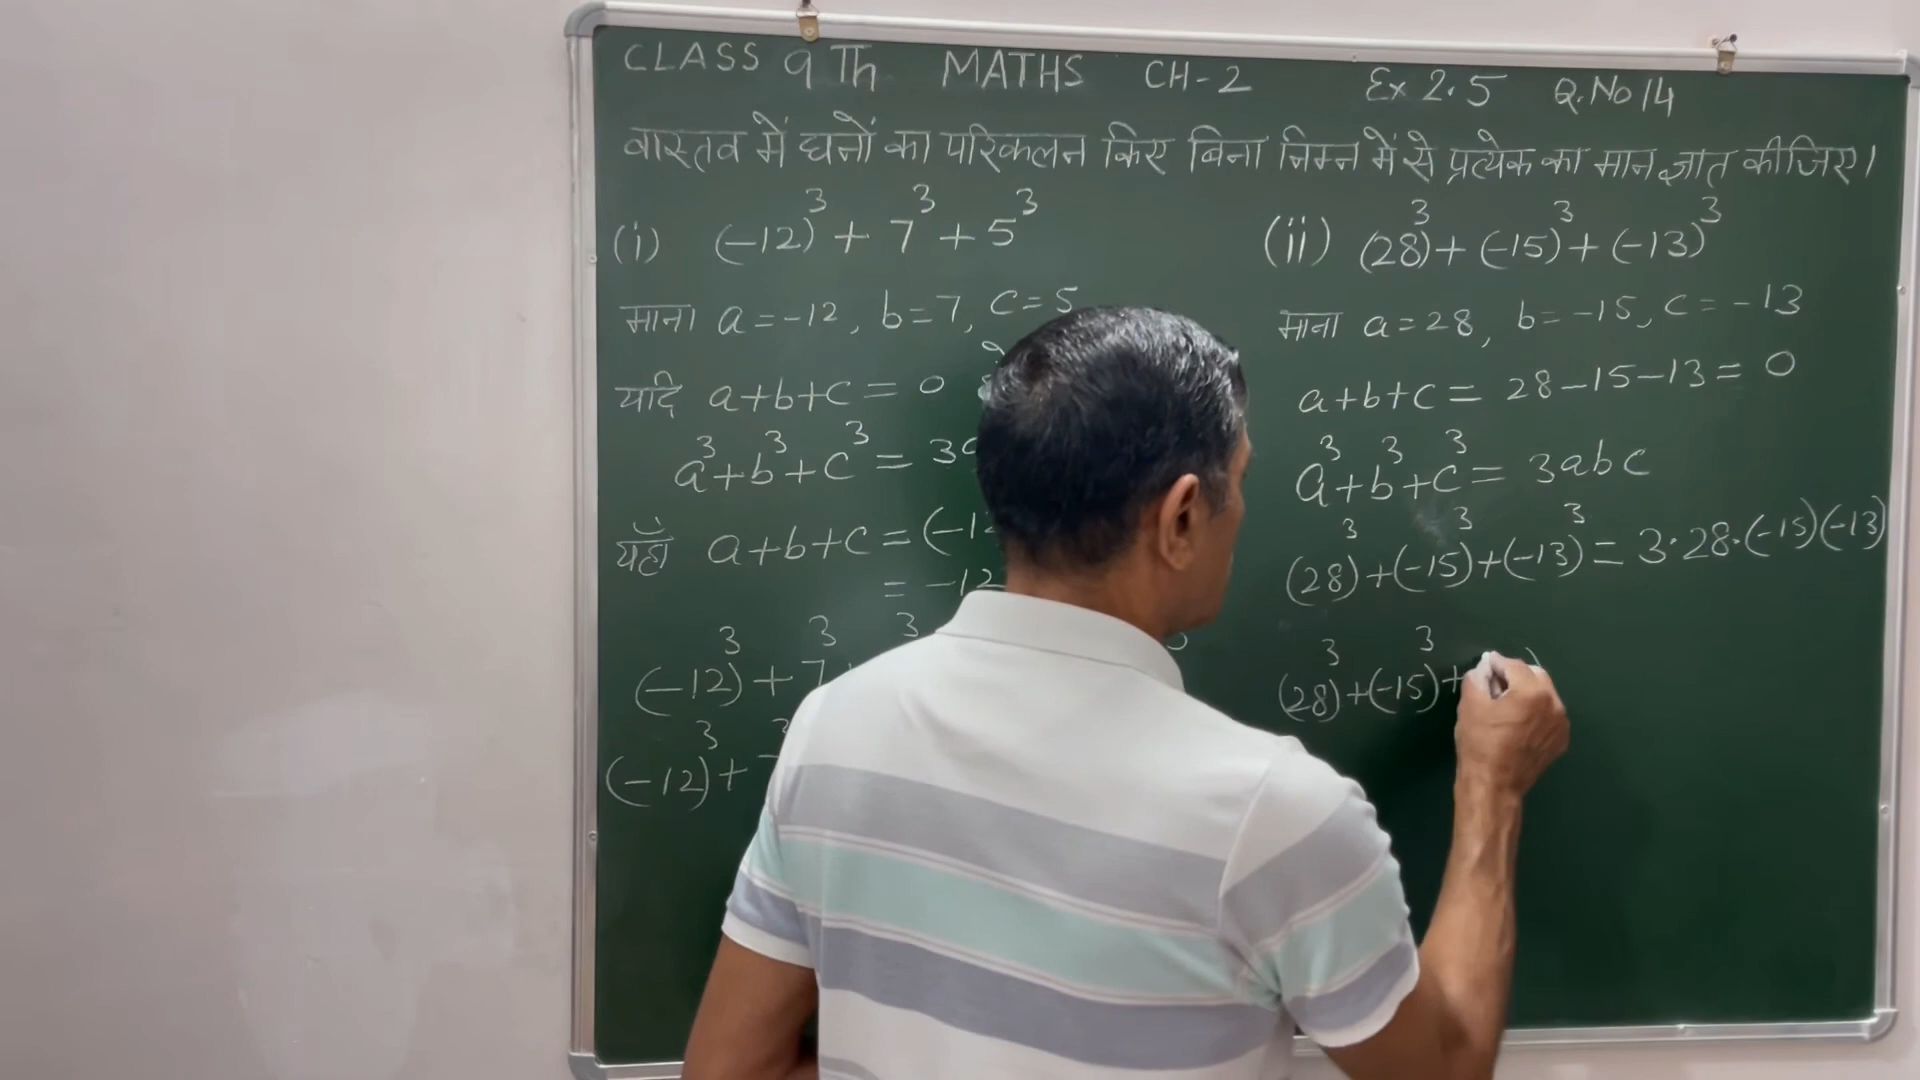 CLASS 9Th MATHS CH-2 Ex 2.5 Q.No 14
वास्तव में घनों का परिकलन किए बिना निम्न में से प्रत्येक का मान ज्ञात कीजिए।
(i) (-12)³ + 7³ + 5³
माना a = -12, b = 7, c = 5
यदि a+b+c = 0
a³+b³+c³ = 3
यहाँ a+b+c = (-12
= -12
(-12)³ + 7³
(-12)³ +
(ii) (28)³ + (-15)³ + (-13)³
माना a = 28, b = -15, c = -13
a+b+c = 28-15-13 = 0
a³+b³+c³ = 3abc
(28)³+(-15)³+(-13)³ = 3·28·(-15)(-13)
(28)³+(-15)³+